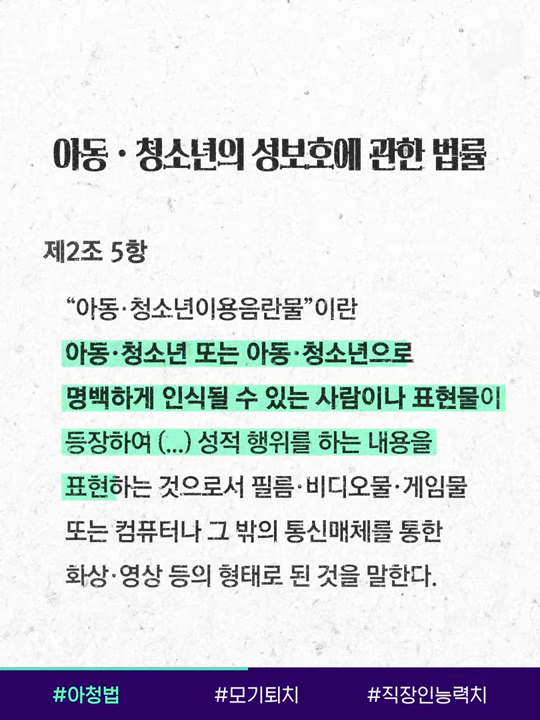 아동·청소년의 성보호에 관한 법률
제2조 5항
“아동·청소년이용음란물”이란
아동·청소년 또는 아동·청소년으로
명백하게 인식될 수 있는 사람이나 표현물이
등장하여 (...) 성적 행위를 하는 내용을
표현하는 것으로서 필름·비디오물·게임물
또는 컴퓨터나 그 밖의 통신매체를 통한
화상·영상 등의 형태로 된 것을 말한다.
#아청법 #모기퇴치 #직장인능력치